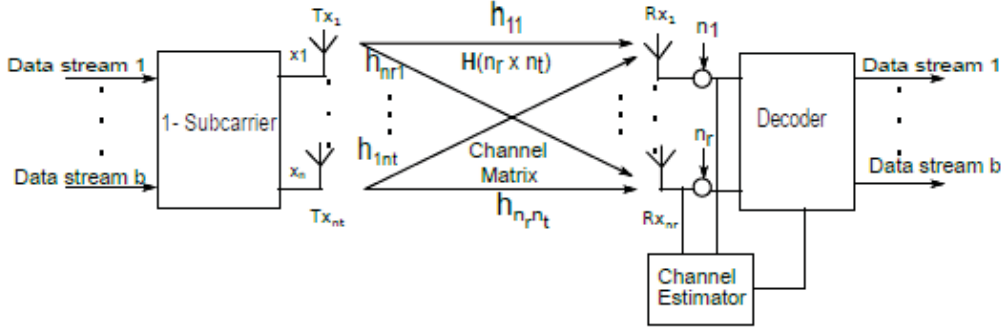 Tx1
h11
Rx1
n1
Data stream 1
x1
hnr1
H(nr x nt)
Data stream 1
1- Subcarrier
Decoder
nr
Data stream b
xn
h1nt
Channel
Matrix
Data stream b
Txnt
hnrnt
Rxnr
Channel
Estimator